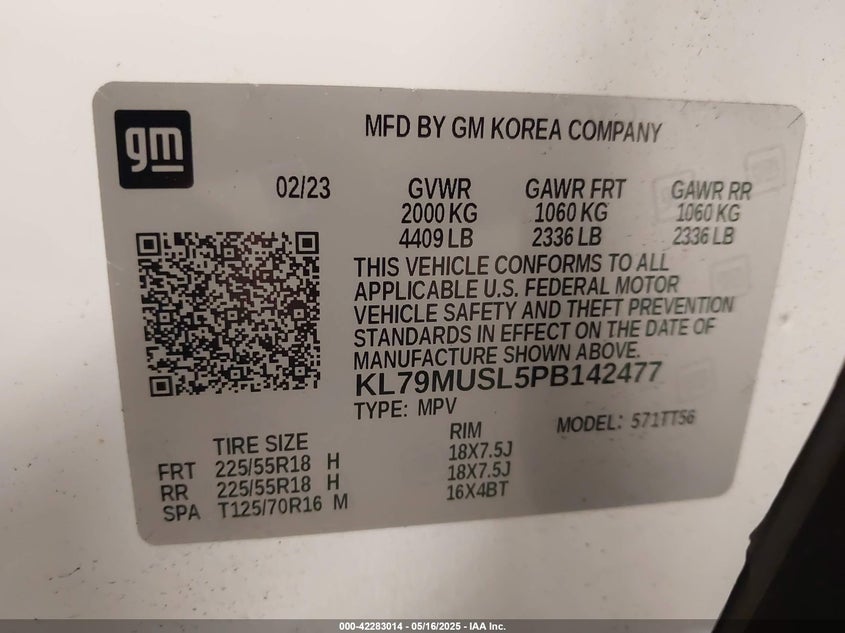 gm
MFD BY GM KOREA COMPANY
02/23 GVWR GAWR FRT GAWR RR
2000 KG 1060 KG 1060 KG
4409 LB 2336 LB 2336 LB
THIS VEHICLE CONFORMS TO ALL
APPLICABLE U.S. FEDERAL MOTOR
VEHICLE SAFETY AND THEFT PREVENTION
STANDARDS IN EFFECT ON THE DATE OF
MANUFACTURE SHOWN ABOVE.
KL79MUSL5PB142477
TYPE: MPV MODEL: 571TT56
TIRE SIZE RIM
FRT 225/55R18 H 18X7.5J
RR 225/55R18 H 18X7.5J
SPA T125/70R16 M 16X4BT
000-42283014 - 05/16/2025 - IAA Inc.